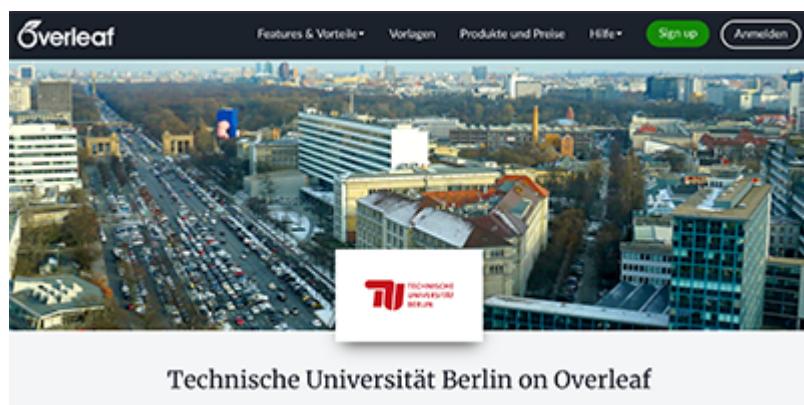 Overleaf
Features & Vorteile
Vorlagen
Produkte und Preise
Hilfe
Sign up
Anmelden
TECHNISCHE
UNIVERSITÄT
BERLIN
Technische Universität Berlin on Overleaf